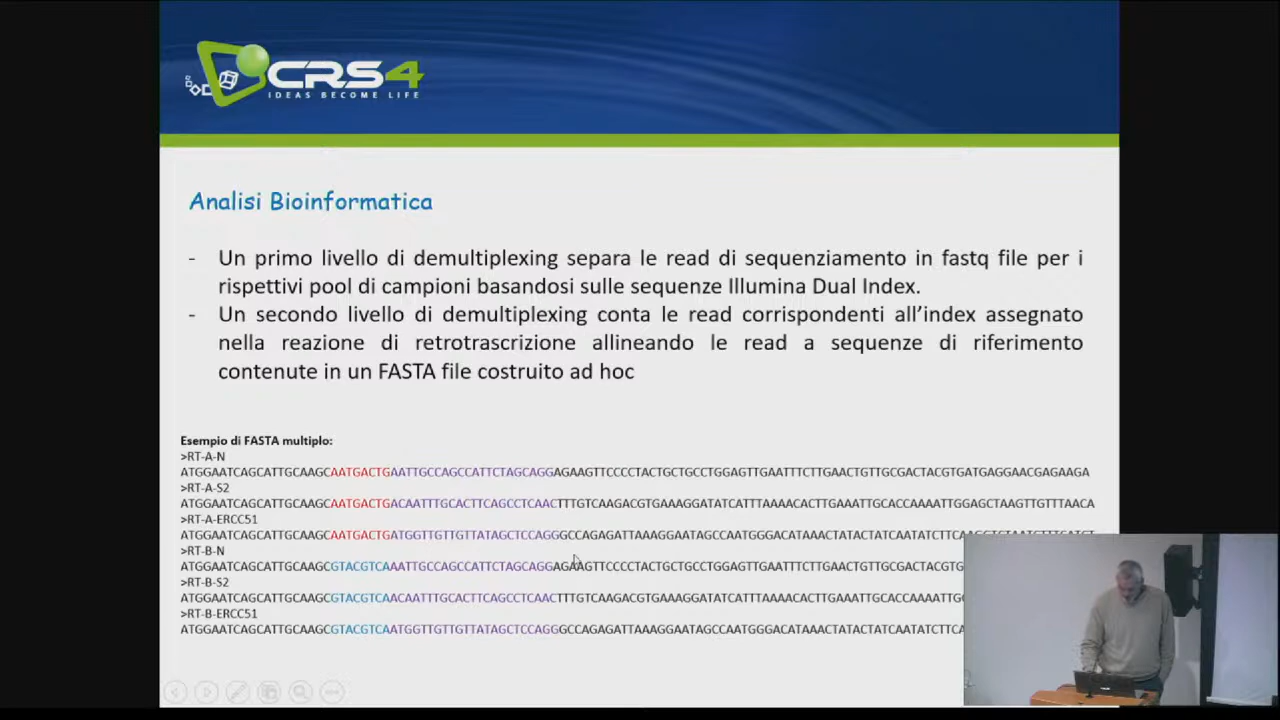 CRS4
IDEAS BECOME LIFE
Analisi Bioinformatica
- Un primo livello di demultiplexing separa le read di sequenziamento in fastq file per i
rispettivi pool di campioni basandosi sulle sequenze Illumina Dual Index.
- Un secondo livello di demultiplexing conta le read corrispondenti all’index assegnato
nella reazione di retrotrascrizione allineando le read a sequenze di riferimento
contenute in un FASTA file costruito ad hoc
Esempio di FASTA multiplo:
>RT-A-N
ATGGAATCAGCATTGCAAGCAATGACTGAATTGCCAGCCATTCTAGCAGGAGAAGTTCCCCTACTGCTGCCTGGAGTTGAATTTCTTGAACTGTTGCGACTACGTGATGAGGAACGAGAAGA
>RT-A-S2
ATGGAATCAGCATTGCAAGCAATGACTGACAATTTGCACTTCAGCCTCAACTTTGTCAAGACGTGAAAGGATATCATTTAAAACACTTGAAATTGCACCAAAATTGGAGCTAAGTTGTTTAACA
>RT-A-ERCC51
ATGGAATCAGCATTGCAAGCAATGACTGATGGTTGTTGTTATAGCTCCAGGGCCAGAGATTAAAGGAATAGCCAATGGGACATAAACTATACTATCAATATCTTCA
>RT-B-N
ATGGAATCAGCATTGCAAGCGTACGTCAAATTGCCAGCCATTCTAGCAGGAGAAGTTCCCCTACTGCTGCCTGGAGTTGAATTTCTTGAACTGTTGCGACTACGTG
>RT-B-S2
ATGGAATCAGCATTGCAAGCGTACGTCAACAATTTGCACTTCAGCCTCAACTTTGTCAAGACGTGAAAGGATATCATTTAAAACACTTGAAATTGCACCAAAATTGG
>RT-B-ERCC51
ATGGAATCAGCATTGCAAGCGTACGTCAATGGTTGTTGTTATAGCTCCAGGGCCAGAGATTAAAGGAATAGCCAATGGGACATAAACTATACTATCAATATCTTCA